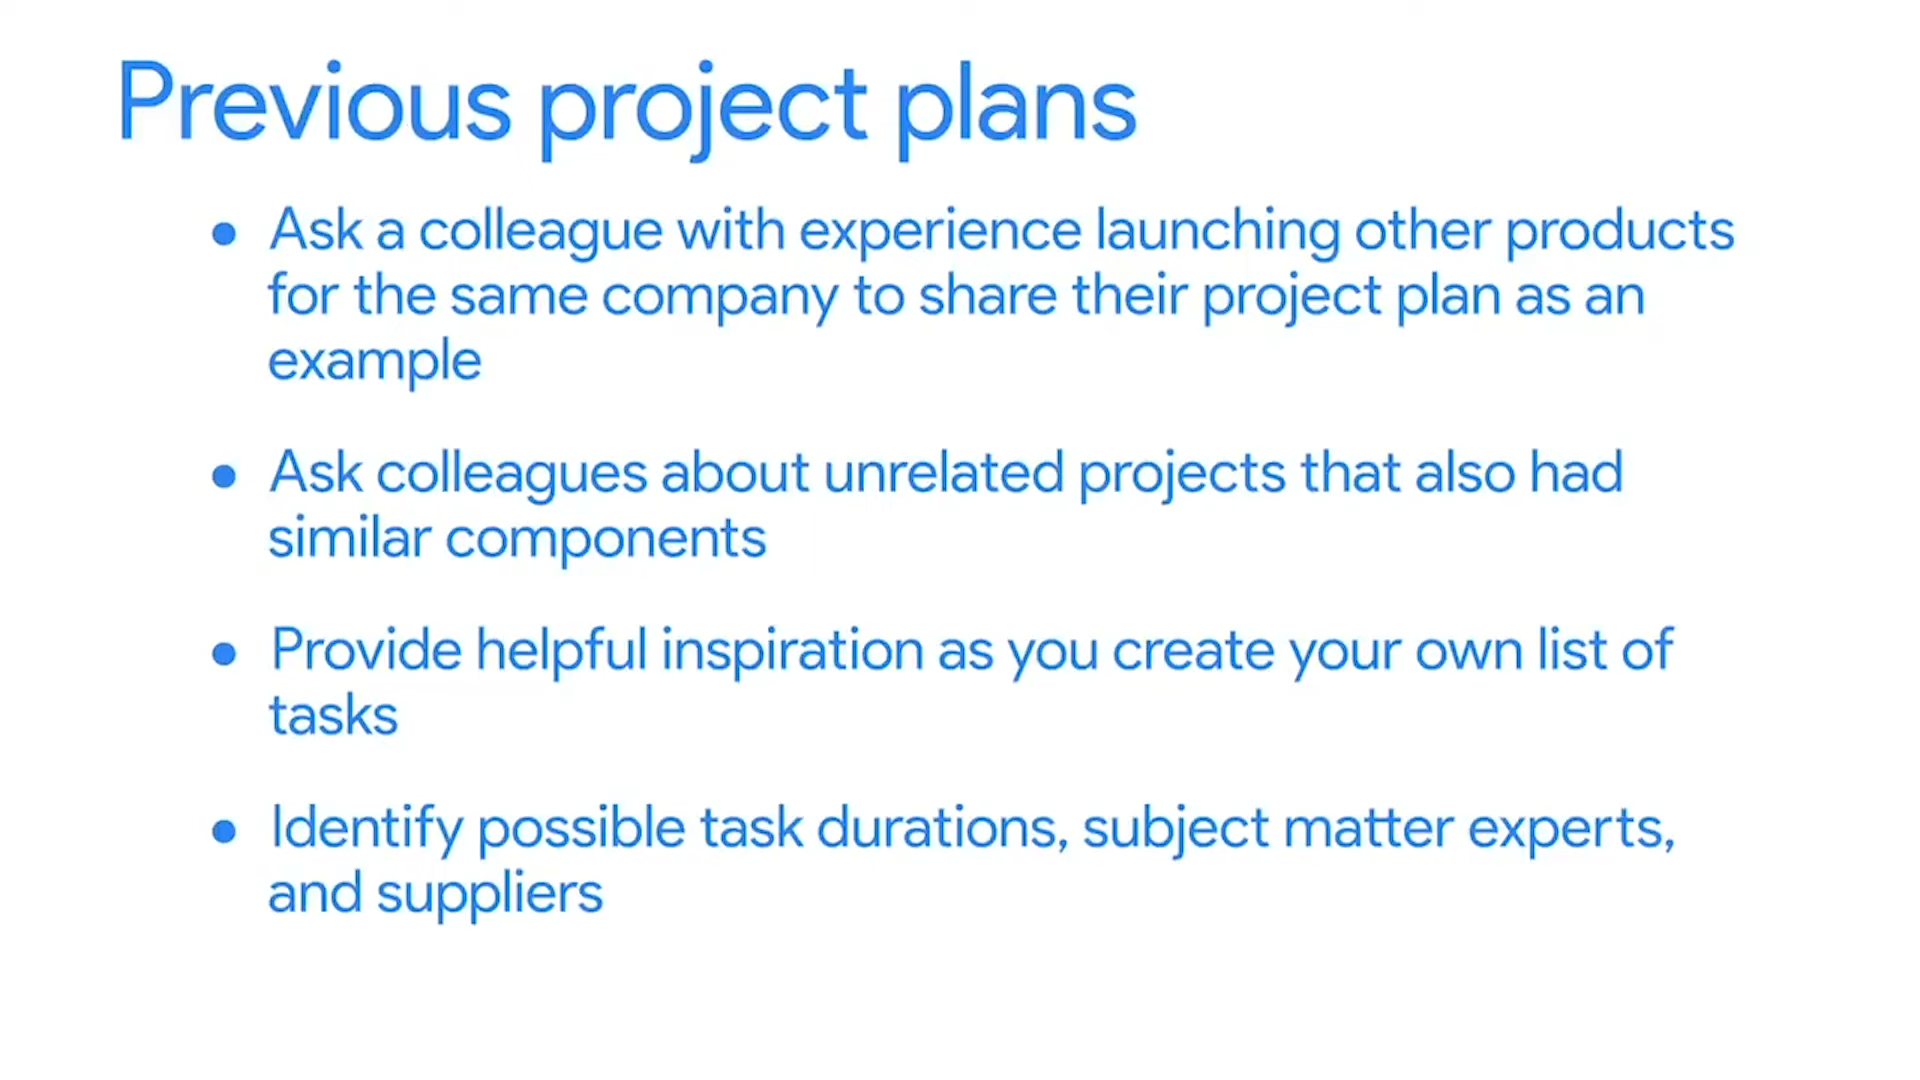 Previous project plans
● Ask a colleague with experience launching other products
for the same company to share their project plan as an
example
● Ask colleagues about unrelated projects that also had
similar components
● Provide helpful inspiration as you create your own list of
tasks
● Identify possible task durations, subject matter experts,
and suppliers